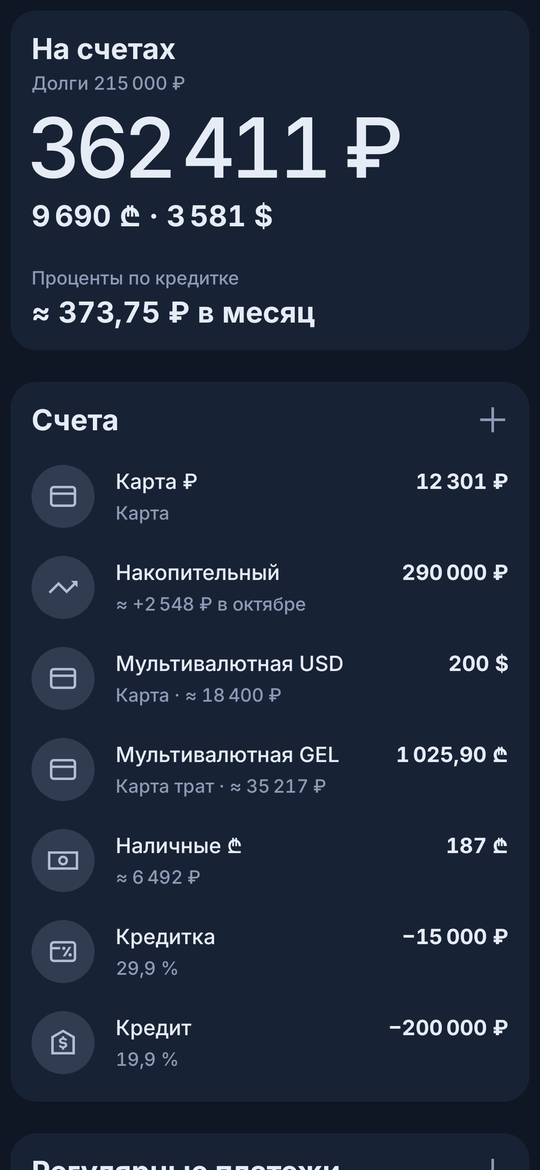 На счетах
Долги 215 000 ₽
362 411 ₽
9 690 ₾ · 3 581 $
Проценты по кредитке
≈ 373,75 ₽ в месяц
Счета
Карта ₽ 12 301 ₽
Карта
Накопительный 290 000 ₽
≈ +2 548 ₽ в октябре
Мультивалютная USD 200 $
Карта · ≈ 18 400 ₽
Мультивалютная GEL 1 025,90 ₾
Карта трат · ≈ 35 217 ₽
Наличные ₾ 187 ₾
≈ 6 492 ₽
Кредитка −15 000 ₽
29,9 %
Кредит −200 000 ₽
19,9 %
Регулярные платежи